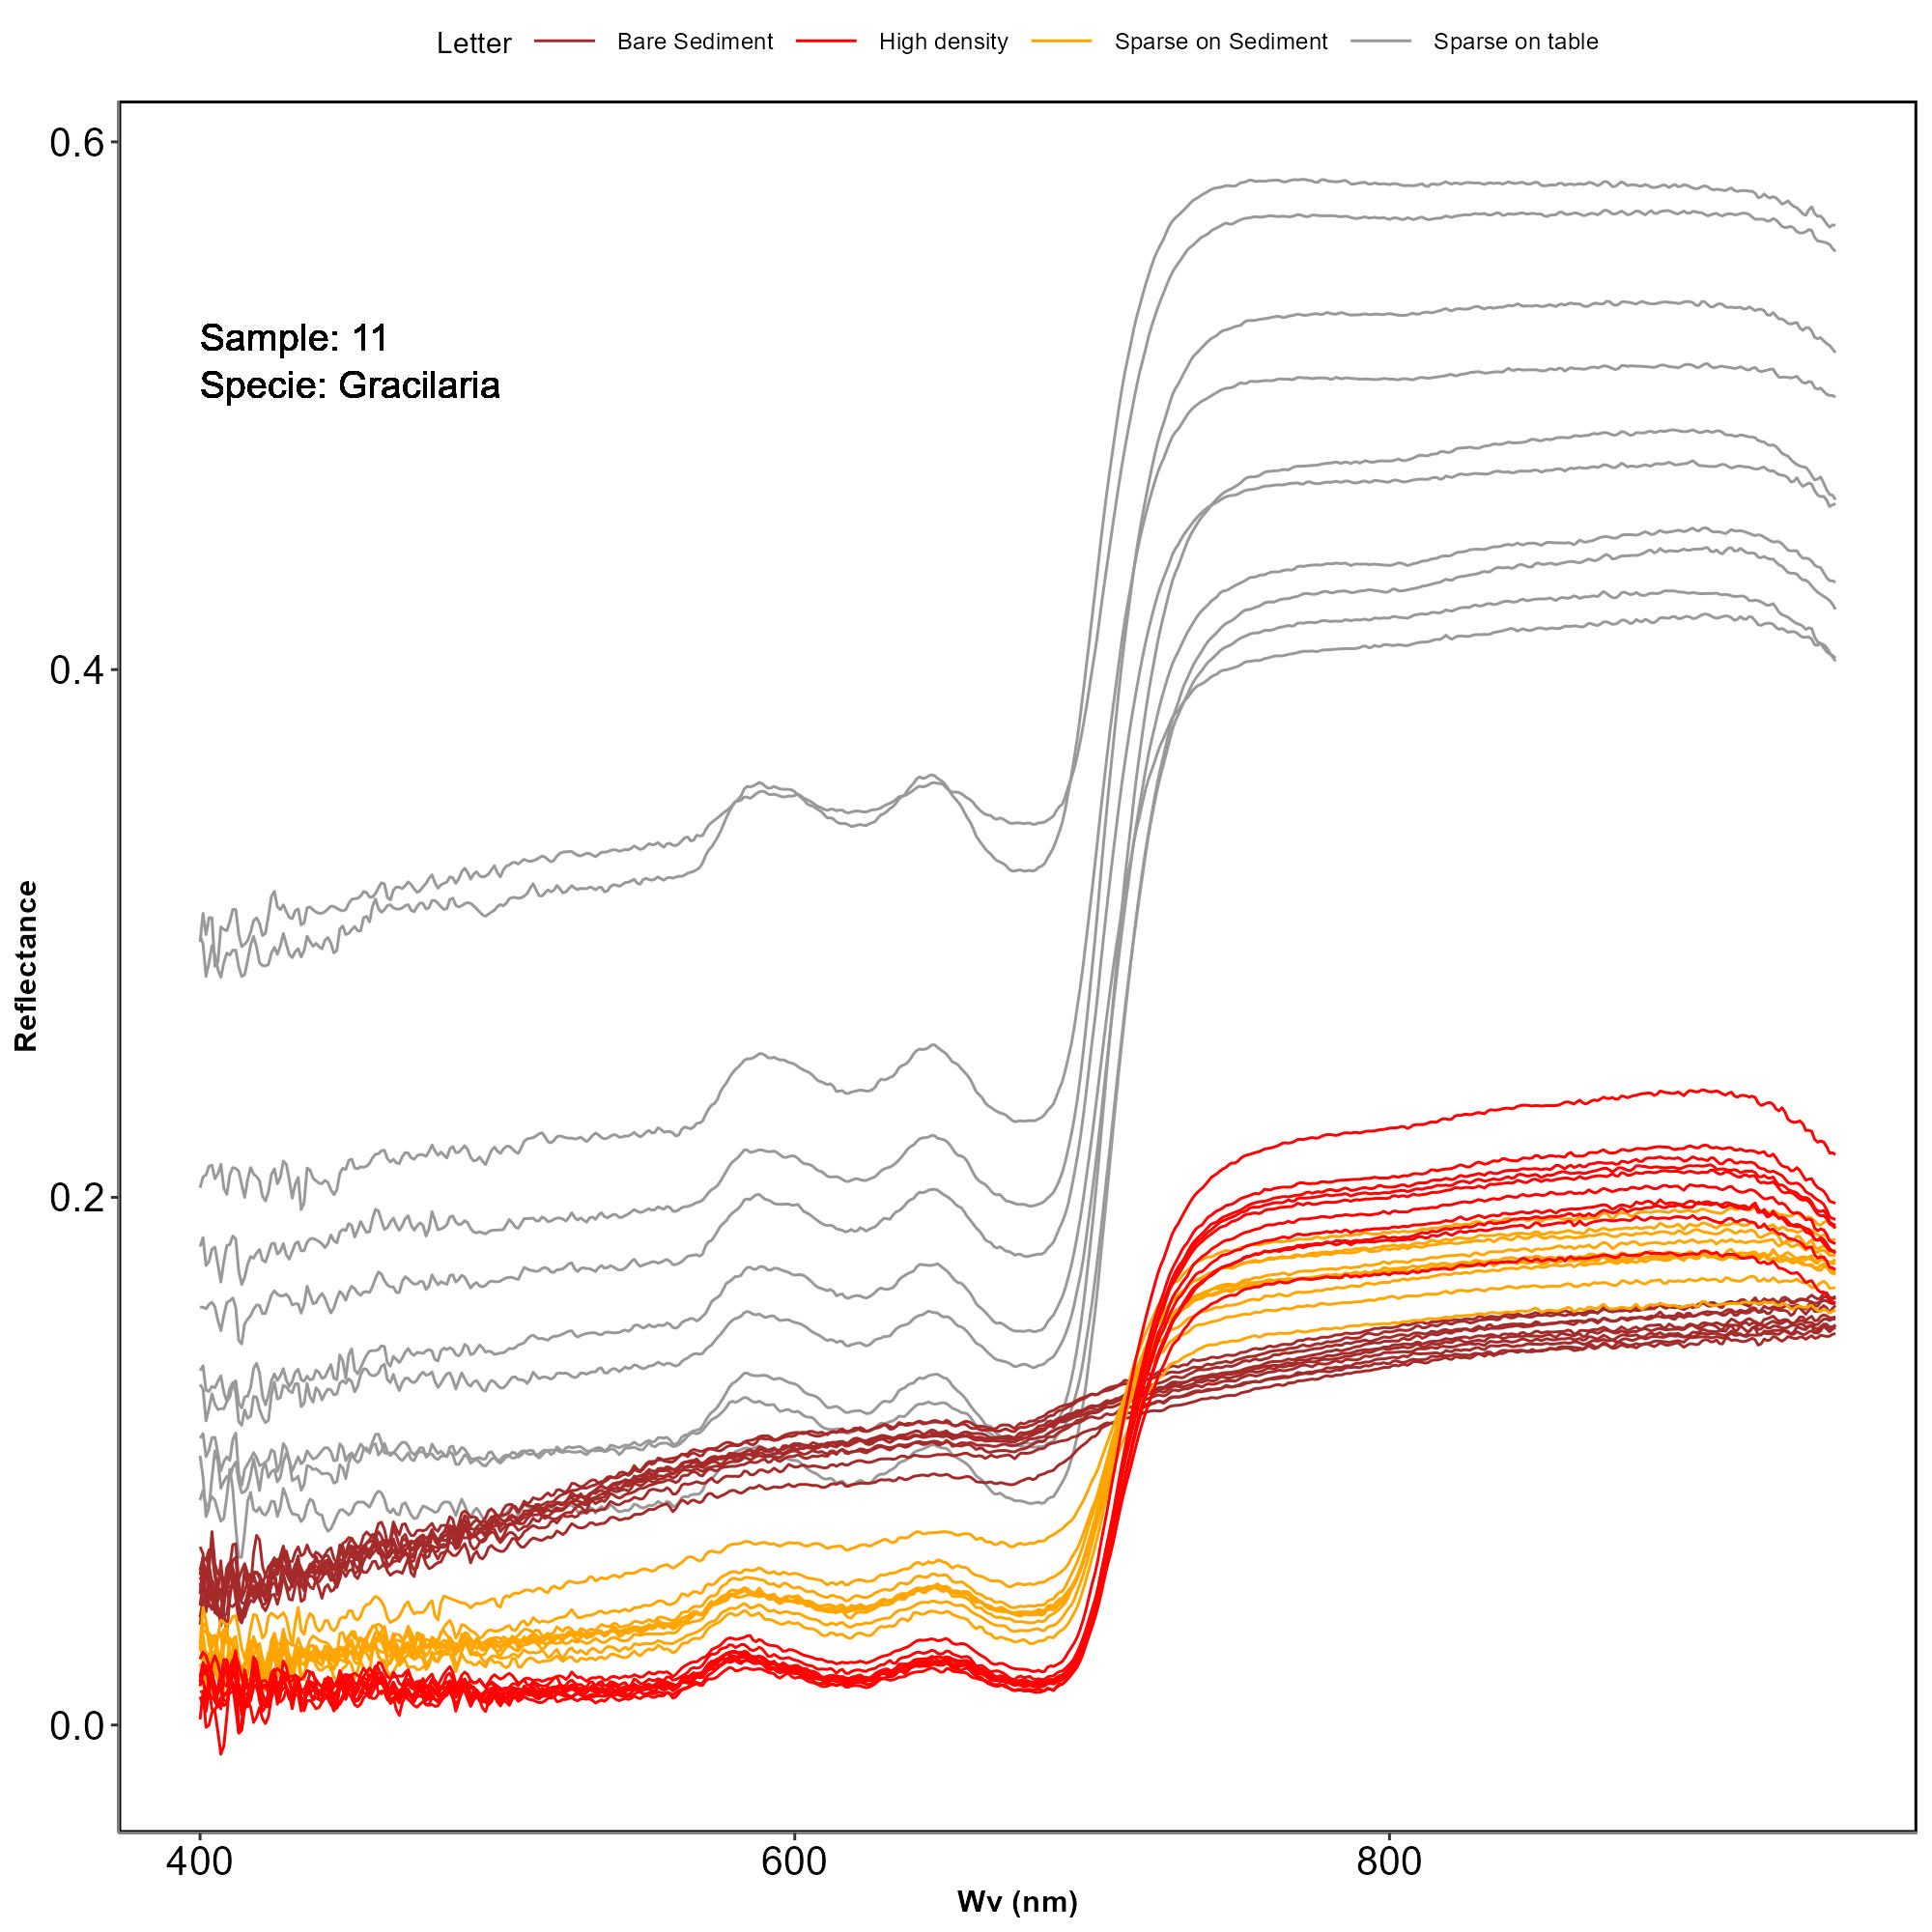 Letter Bare Sediment High density Sparse on Sediment Sparse on table
0.6
Sample: 11
Specie: Gracilaria
0.4
Reflectance
0.2
0.0
400 600 800
Wv (nm)